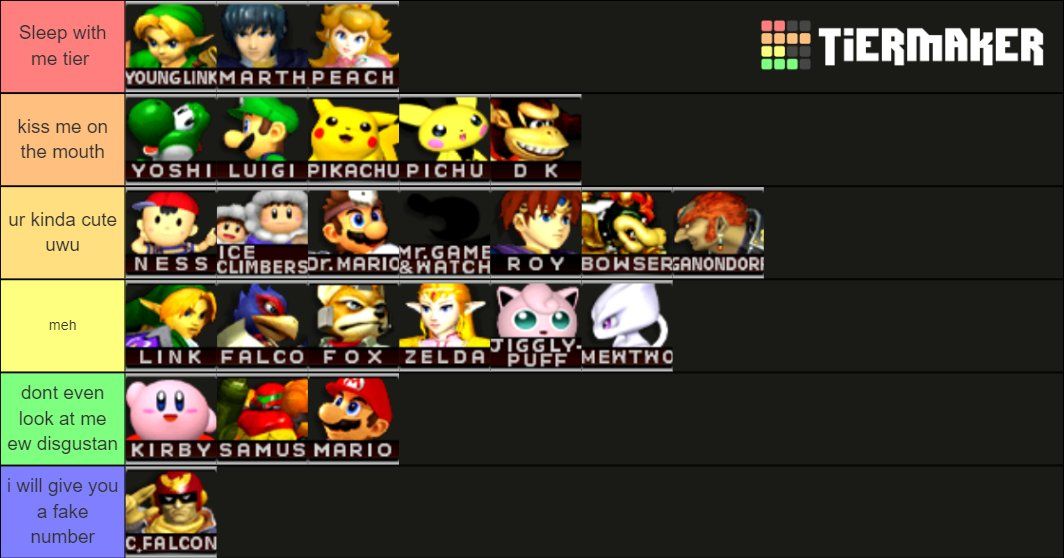 Sleep with
me tier
YOUNG LINK MARTH PEACH
TiERMAKER
kiss me on
the mouth
YOSHI LUIGI PIKACHU PICHU D K
ur kinda cute
uwu
NESS ICE CLIMBERS Dr. MARIO Mr. GAME & WATCH ROY BOWSER GANONDORF
meh
LINK FALCO FOX ZELDA JIGGLY-PUFF MEWTWO
dont even
look at me
ew disgustan
KIRBY SAMUS MARIO
i will give you
a fake
number
C. FALCON